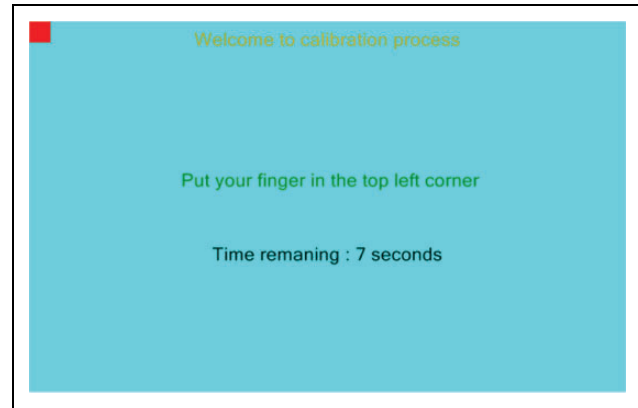 Welcome to calibration process
Put your finger in the top left corner
Time remaning : 7 seconds